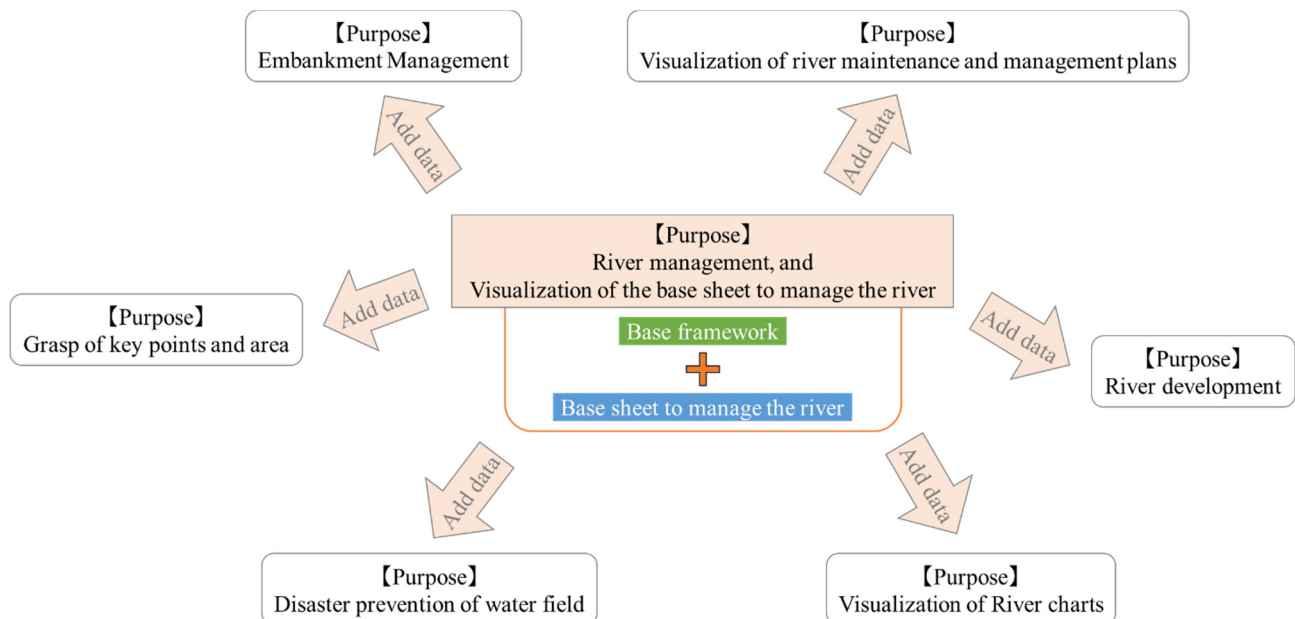 【Purpose】
Embankment Management
【Purpose】
Visualization of river maintenance and management plans
Add data
Add data
【Purpose】
River management, and
Visualization of the base sheet to manage the river
Add data
【Purpose】
Grasp of key points and area
Add data
Base framework
Base sheet to manage the river
【Purpose】
River development
Add data
Add data
【Purpose】
Disaster prevention of water field
【Purpose】
Visualization of River charts